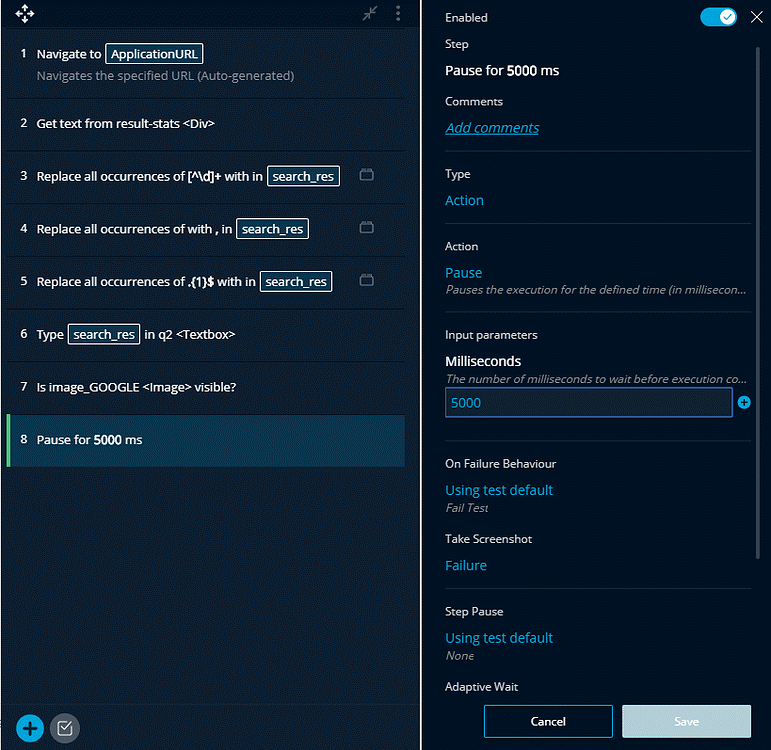 1 Navigate to ApplicationURL
Navigates the specified URL (Auto-generated)
2 Get text from result-stats <Div>
3 Replace all occurrences of [^\d]+ with in search_res
4 Replace all occurrences of with , in search_res
5 Replace all occurrences of .{1}$ with in search_res
6 Type search_res in q2 <Textbox>
7 Is image_GOOGLE <Image> visible?
8 Pause for 5000 ms
Enabled
Step
Pause for 5000 ms
Comments
Add comments
Type
Action
Action
Pause
Pauses the execution for the defined time (in millisecon...
Input parameters
Milliseconds
The number of milliseconds to wait before execution co...
5000
On Failure Behaviour
Using test default
Fail Test
Take Screenshot
Failure
Step Pause
Using test default
None
Adaptive Wait
Cancel Save